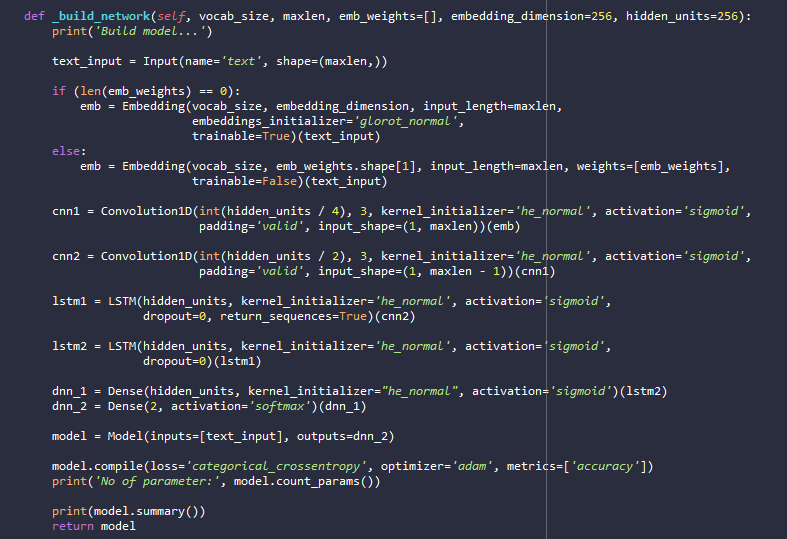 def _build_network(self, vocab_size, maxlen, emb_weights=[], embedding_dimension=256, hidden_units=256):
    print('Build model...')

    text_input = Input(name='text', shape=(maxlen,))

    if (len(emb_weights) == 0):
        emb = Embedding(vocab_size, embedding_dimension, input_length=maxlen,
                        embeddings_initializer='glorot_normal',
                        trainable=True)(text_input)
    else:
        emb = Embedding(vocab_size, emb_weights.shape[1], input_length=maxlen, weights=[emb_weights],
                        trainable=False)(text_input)

    cnn1 = Convolution1D(int(hidden_units / 4), 3, kernel_initializer='he_normal', activation='sigmoid',
                         padding='valid', input_shape=(1, maxlen))(emb)

    cnn2 = Convolution1D(int(hidden_units / 2), 3, kernel_initializer='he_normal', activation='sigmoid',
                         padding='valid', input_shape=(1, maxlen - 1))(cnn1)

    lstm1 = LSTM(hidden_units, kernel_initializer='he_normal', activation='sigmoid',
                 dropout=0, return_sequences=True)(cnn2)

    lstm2 = LSTM(hidden_units, kernel_initializer='he_normal', activation='sigmoid',
                 dropout=0)(lstm1)

    dnn_1 = Dense(hidden_units, kernel_initializer="he_normal", activation='sigmoid')(lstm2)
    dnn_2 = Dense(2, activation='softmax')(dnn_1)

    model = Model(inputs=[text_input], outputs=dnn_2)

    model.compile(loss='categorical_crossentropy', optimizer='adam', metrics=['accuracy'])
    print('No of parameter:', model.count_params())

    print(model.summary())
    return model